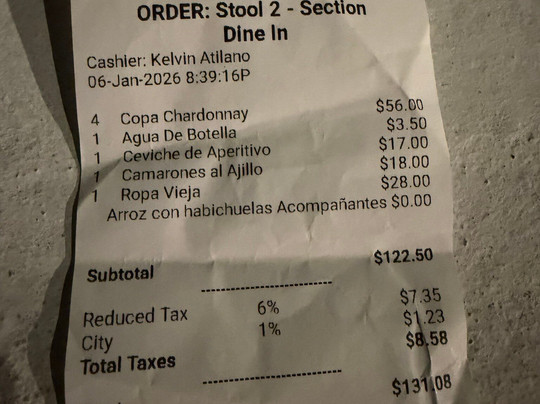 ORDER: Stool 2 - Section
Dine In
Cashier: Kelvin Atilano
06-Jan-2026 8:39:16P
4 Copa Chardonnay $56.00
1 Agua De Botella $3.50
1 Ceviche de Aperitivo $17.00
1 Camarones al Ajillo $18.00
1 Ropa Vieja $28.00
Arroz con habichuelas Acompañantes $0.00
Subtotal $122.50
Reduced Tax 6% $7.35
City 1% $1.23
Total Taxes $8.58
$131.08